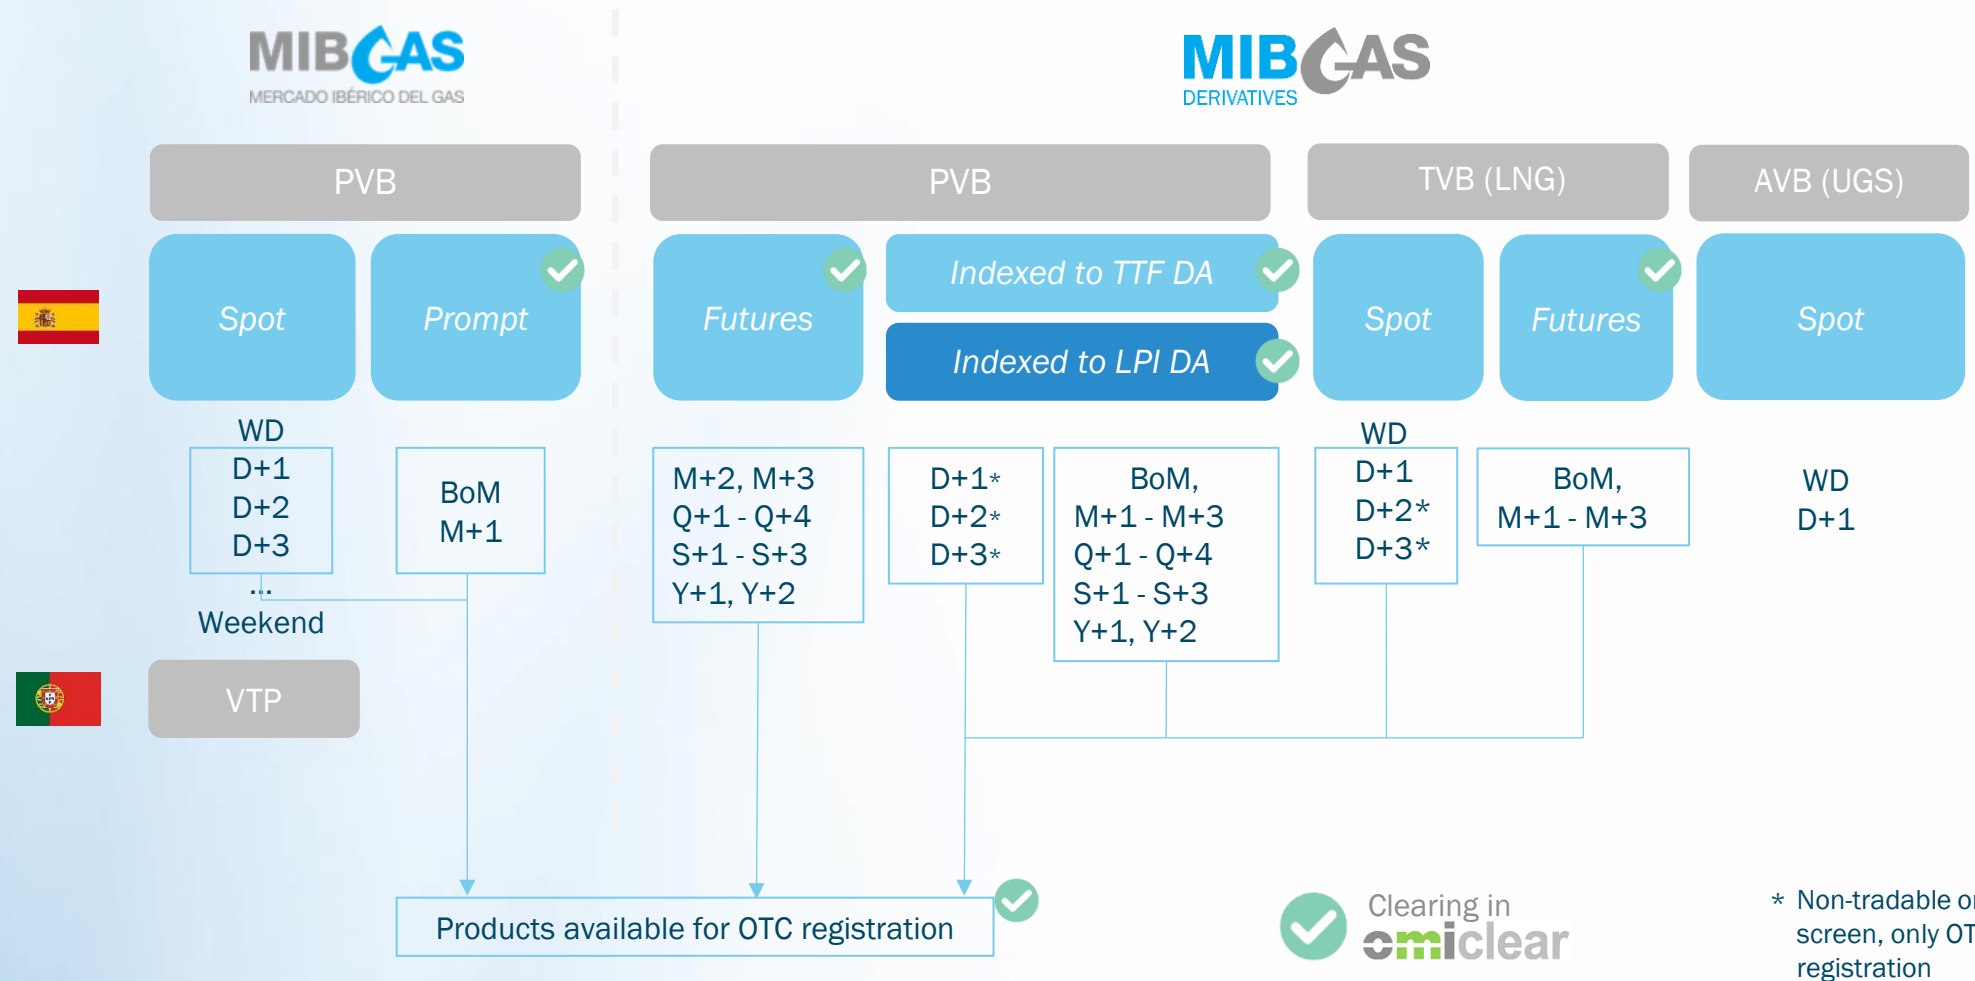 MIBGAS
MERCADO IBÉRICO DEL GAS
MIBGAS
DERIVATIVES
PVB
PVB
TVB (LNG)
AVB (UGS)
Spot
Prompt
Futures
Indexed to TTF DA
Indexed to LPI DA
Spot
Futures
Spot
WD
D+1
D+2
D+3
...
Weekend
BoM
M+1
M+2, M+3
Q+1 - Q+4
S+1 - S+3
Y+1, Y+2
D+1*
D+2*
D+3*
BoM,
M+1 - M+3
Q+1 - Q+4
S+1 - S+3
Y+1, Y+2
WD
D+1
D+2*
D+3*
BoM,
M+1 - M+3
WD
D+1
VTP
Products available for OTC registration
Clearing in
omiclear
* Non-tradable
screen, only
registration